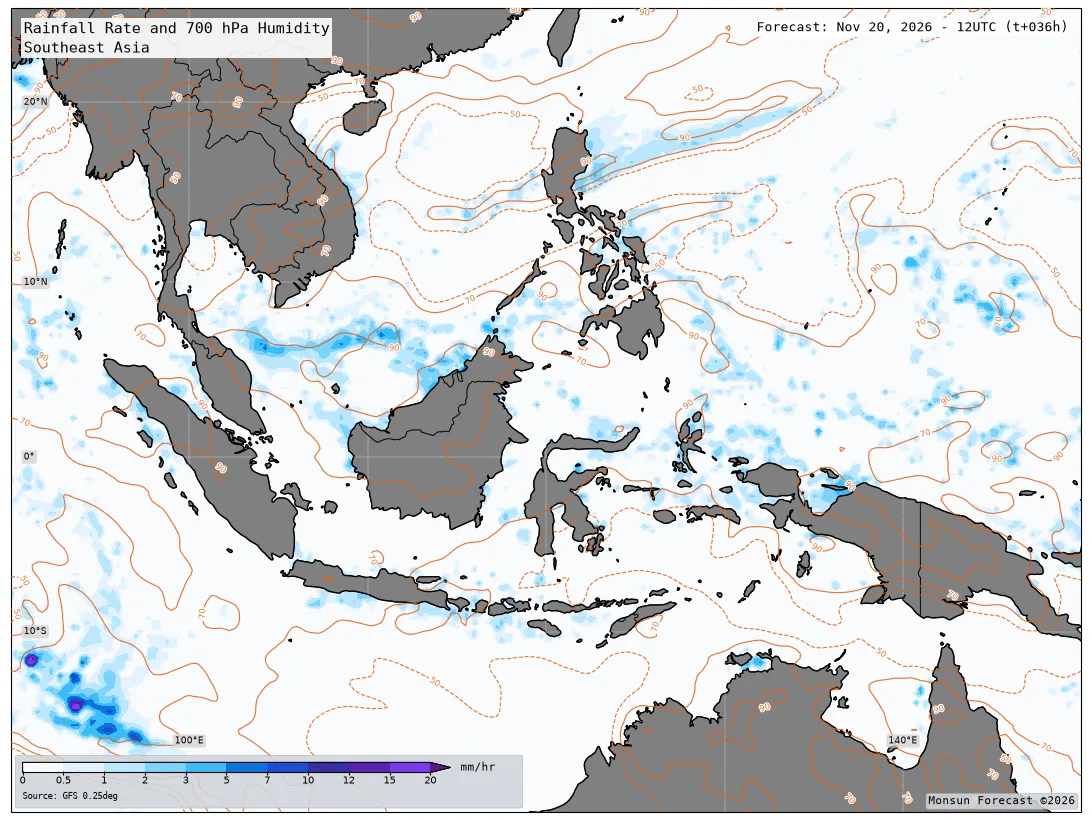 Rainfall Rate and 700 hPa Humidity
Southeast Asia
Forecast: Nov 20, 2026 - 12UTC (t+036h)
20°N
10°N
0°
10°S
100°E
140°E
mm/hr
0 0.5 1 2 3 5 7 10 12 15 20
Source: GFS 0.25deg
Monsun Forecast ©2026